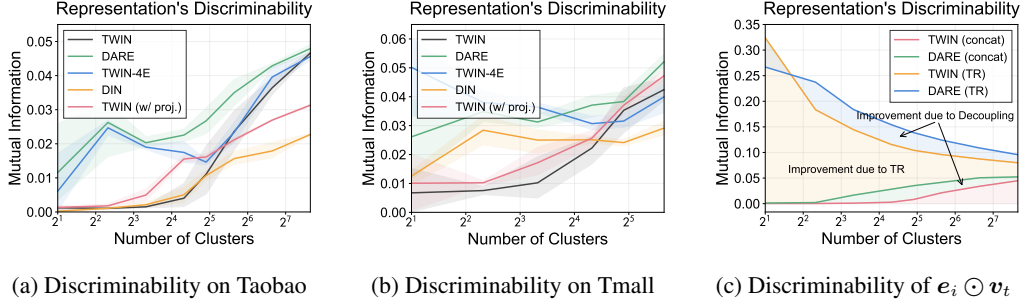 Representation's Discriminability
Mutual Information
0.05
0.04
0.03
0.02
0.01
0.00
TWIN
DARE
TWIN-4E
DIN
TWIN (w/ proj.)
2^1 2^2 2^3 2^4 2^5 2^6 2^7
Number of Clusters
(a) Discriminability on Taobao
Representation's Discriminability
Mutual Information
0.06
0.05
0.04
0.03
0.02
0.01
0.00
TWIN
DARE
TWIN-4E
DIN
TWIN (w/ proj.)
2^1 2^2 2^3 2^4 2^5
Number of Clusters
(b) Discriminability on Tmall
Representation's Discriminability
Mutual Information
0.35
0.30
0.25
0.20
0.15
0.10
0.05
0.00
TWIN (concat)
DARE (concat)
TWIN (TR)
DARE (TR)
Improvement due to Decoupling
Improvement due to TR
2^1 2^2 2^3 2^4 2^5 2^6 2^7
Number of Clusters
(c) Discriminability of e_i ⊙ v_t